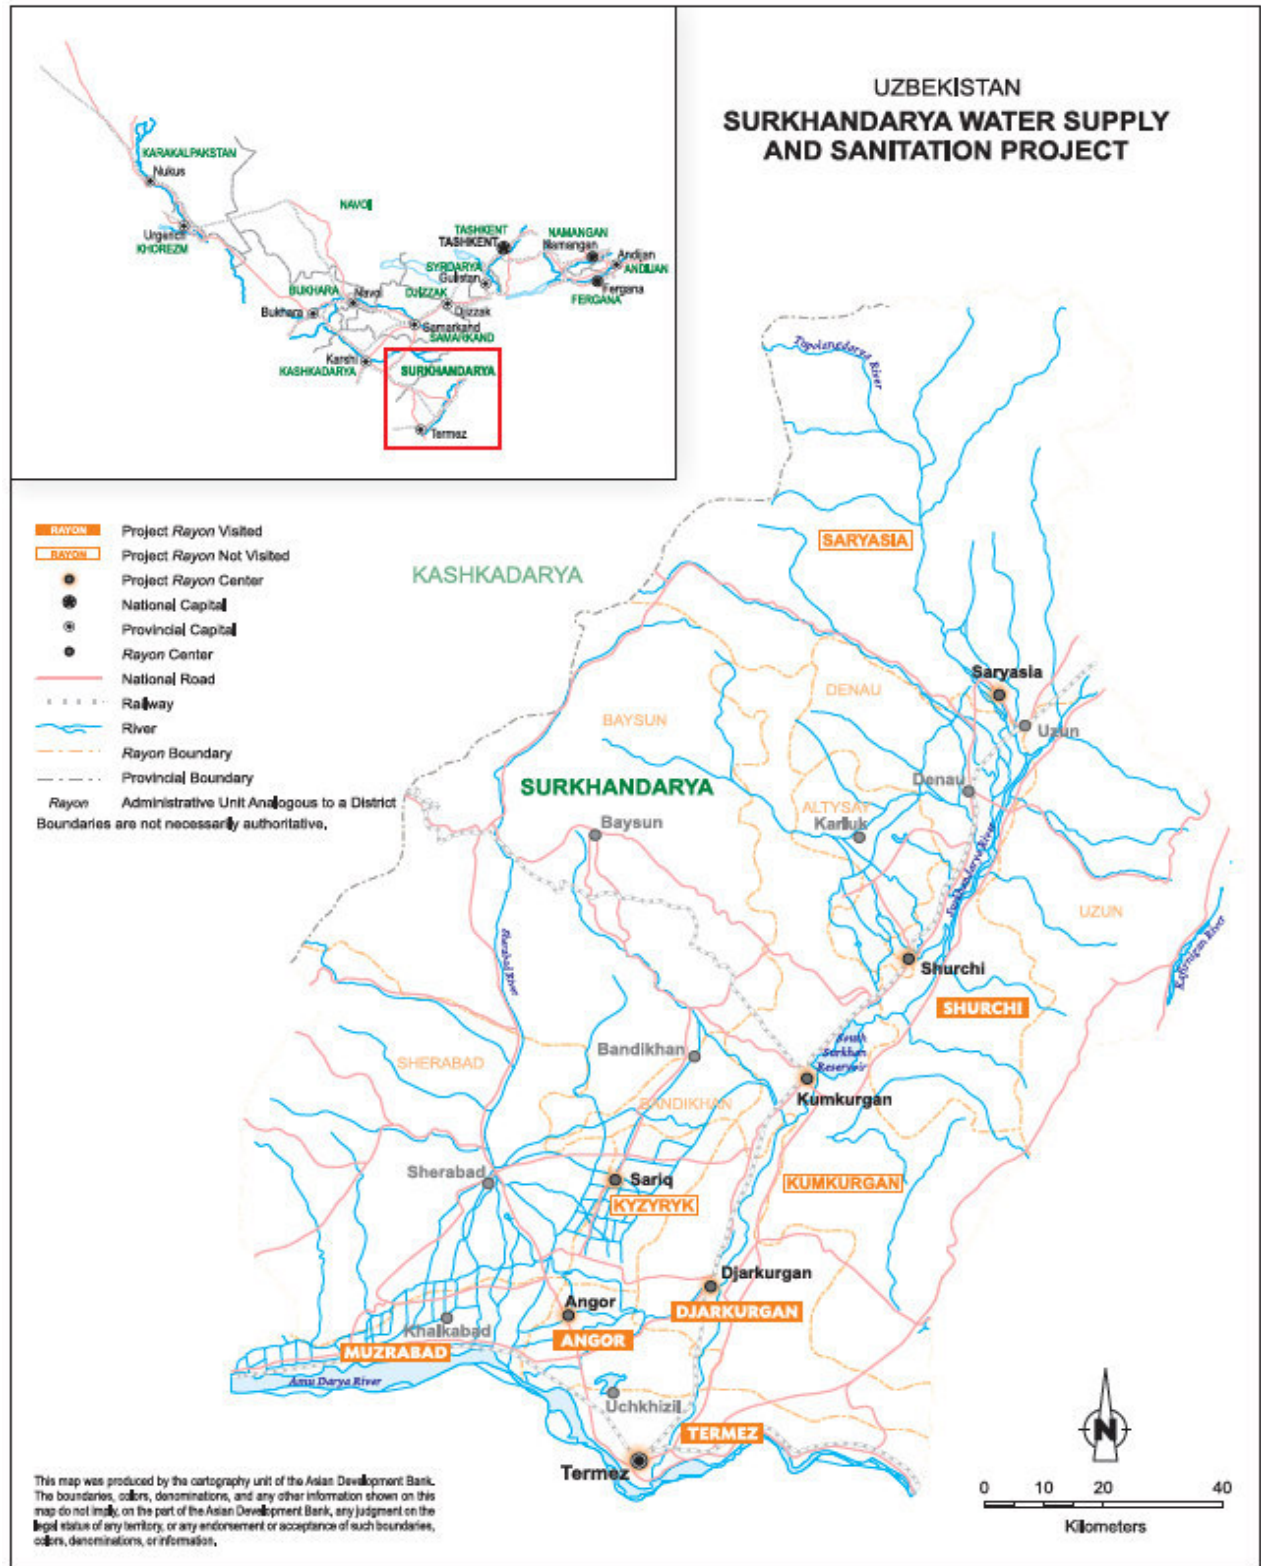 UZBEKISTAN
SURKHANDARYA WATER SUPPLY
AND SANITATION PROJECT
KARAKALPAKSTAN
Nukus
NAVOI
Urgench
KHOREZM
TASHKENT
TASHKENT
NAMANGAN
Namangan
Andijan
ANDIJAN
SYRDARYA
Gulistan
Fergana
FERGANA
BUKHARA
Navoi
DJIZZAK
Djizzak
Bukhara
Samarkand
SAMARKAND
Karshi
KASHKADARYA
SURKHANDARYA
Termez
RAYON Project Rayon Visited
RAYON Project Rayon Not Visited
Project Rayon Center
National Capital
Provincial Capital
Rayon Center
National Road
Railway
River
Rayon Boundary
Provincial Boundary
Rayon Administrative Unit Analogous to a District
Boundaries are not necessarily authoritative.
KASHKADARYA
Topolangdarya
River
SARYASIA
Saryasia
DENAU
BAYSUN
Uzun
SURKHANDARYA
Denau
ALTYSAY
Karluk
Baysun
Surkhandarya River
UZUN
Sherabad River
Shurchi
Kafirnigan River
SHURCHI
SHERABAD
Bandikhan
South
Surkhan
Reservoir
Kumkurgan
BANDIKHAN
Sherabad
Sariq
KYZYRYK
KUMKURGAN
Djarkurgan
DJARKURGAN
Angor
ANGOR
Khalkabad
MUZRABAD
Amu Darya River
Uchkhizil
TERMEZ
Termez
N
0 10 20 40
Kilometers
This map was produced by the cartography unit of the Asian Development Bank.
The boundaries, colors, denominations, and any other information shown on this
map do not imply, on the part of the Asian Development Bank, any judgment on the
legal status of any territory, or any endorsement or acceptance of such boundaries,
colors, denominations, or information.